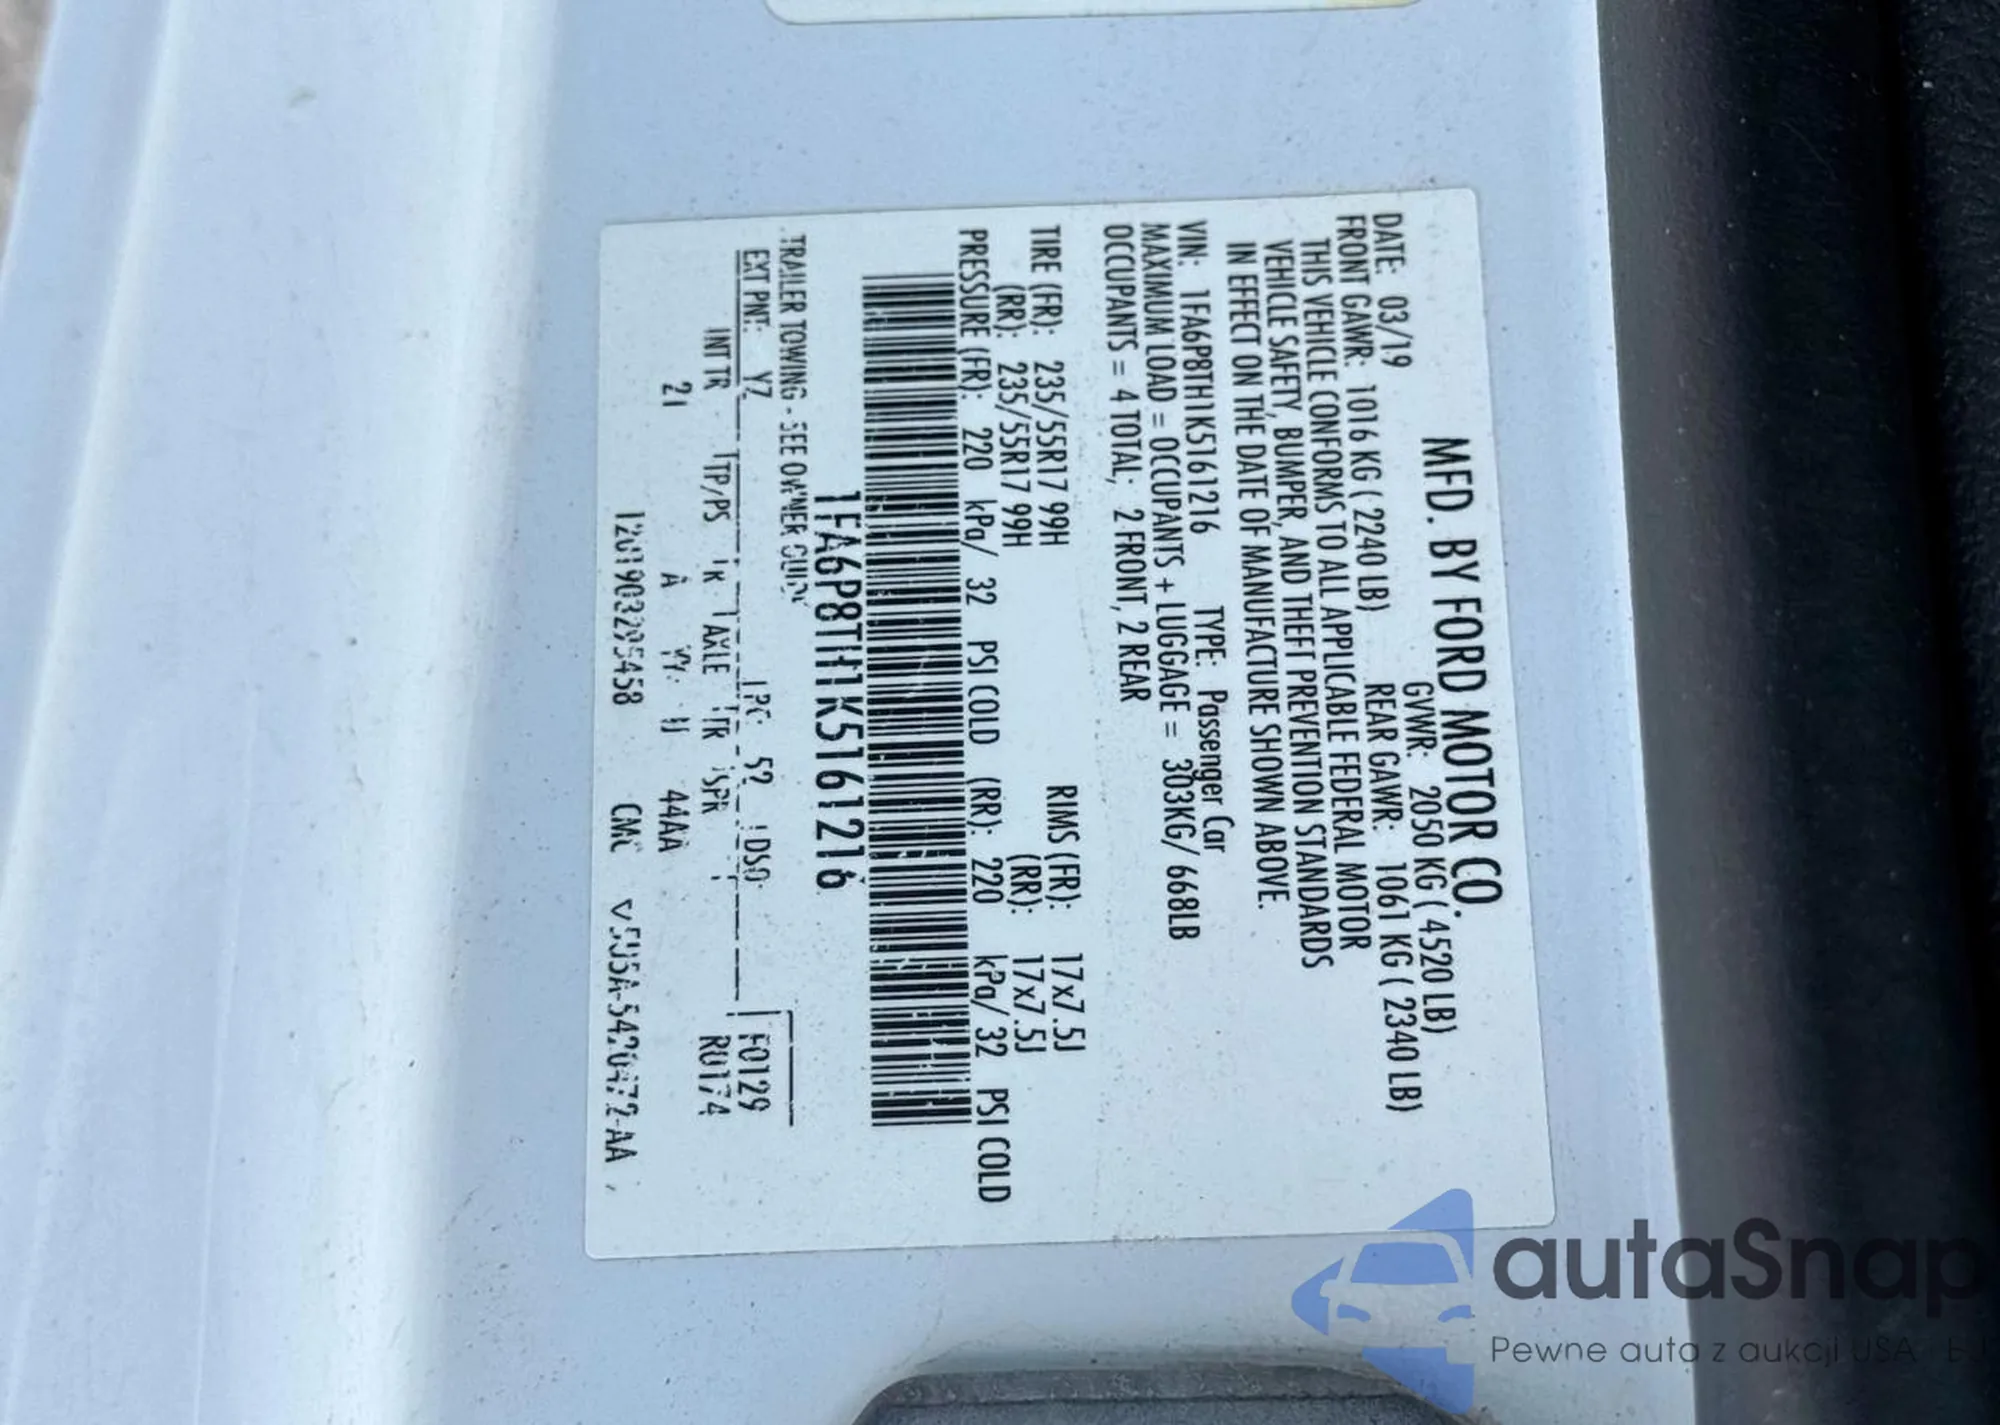 MFD. BY FORD MOTOR CO.
DATE: 03/19 GVWR: 2050 KG ( 4520 LB)
FRONT GAWR: 1016 KG ( 2240 LB) REAR GAWR: 1061 KG ( 2340 LB)
THIS VEHICLE CONFORMS TO ALL APPLICABLE FEDERAL MOTOR
VEHICLE SAFETY, BUMPER, AND THEFT PREVENTION STANDARDS
IN EFFECT ON THE DATE OF MANUFACTURE SHOWN ABOVE.
VIN: 1FA6P8TH1K5161216 TYPE: Passenger Car
MAXIMUM LOAD = OCCUPANTS + LUGGAGE = 303KG/ 668LB
OCCUPANTS = 4 TOTAL, 2 FRONT, 2 REAR
TIRE (FR): 235/55R17 99H RIMS (FR): 17x7.5J
(RR): 235/55R17 99H (RR): 17x7.5J
PRESSURE (FR): 220 kPa/ 32 PSI COLD (RR): 220 kPa/ 32 PSI COLD
1FA6P8TH1K5161216
TRAILER TOWING - SEE OWNER GUIDE
EXT PNT: YZ 52 DSO: F0129
INT TR TP/PS R AXLE TR SPR R0174
A 44AA
CMC
autaSnap
Pewne auta z aukcji USA